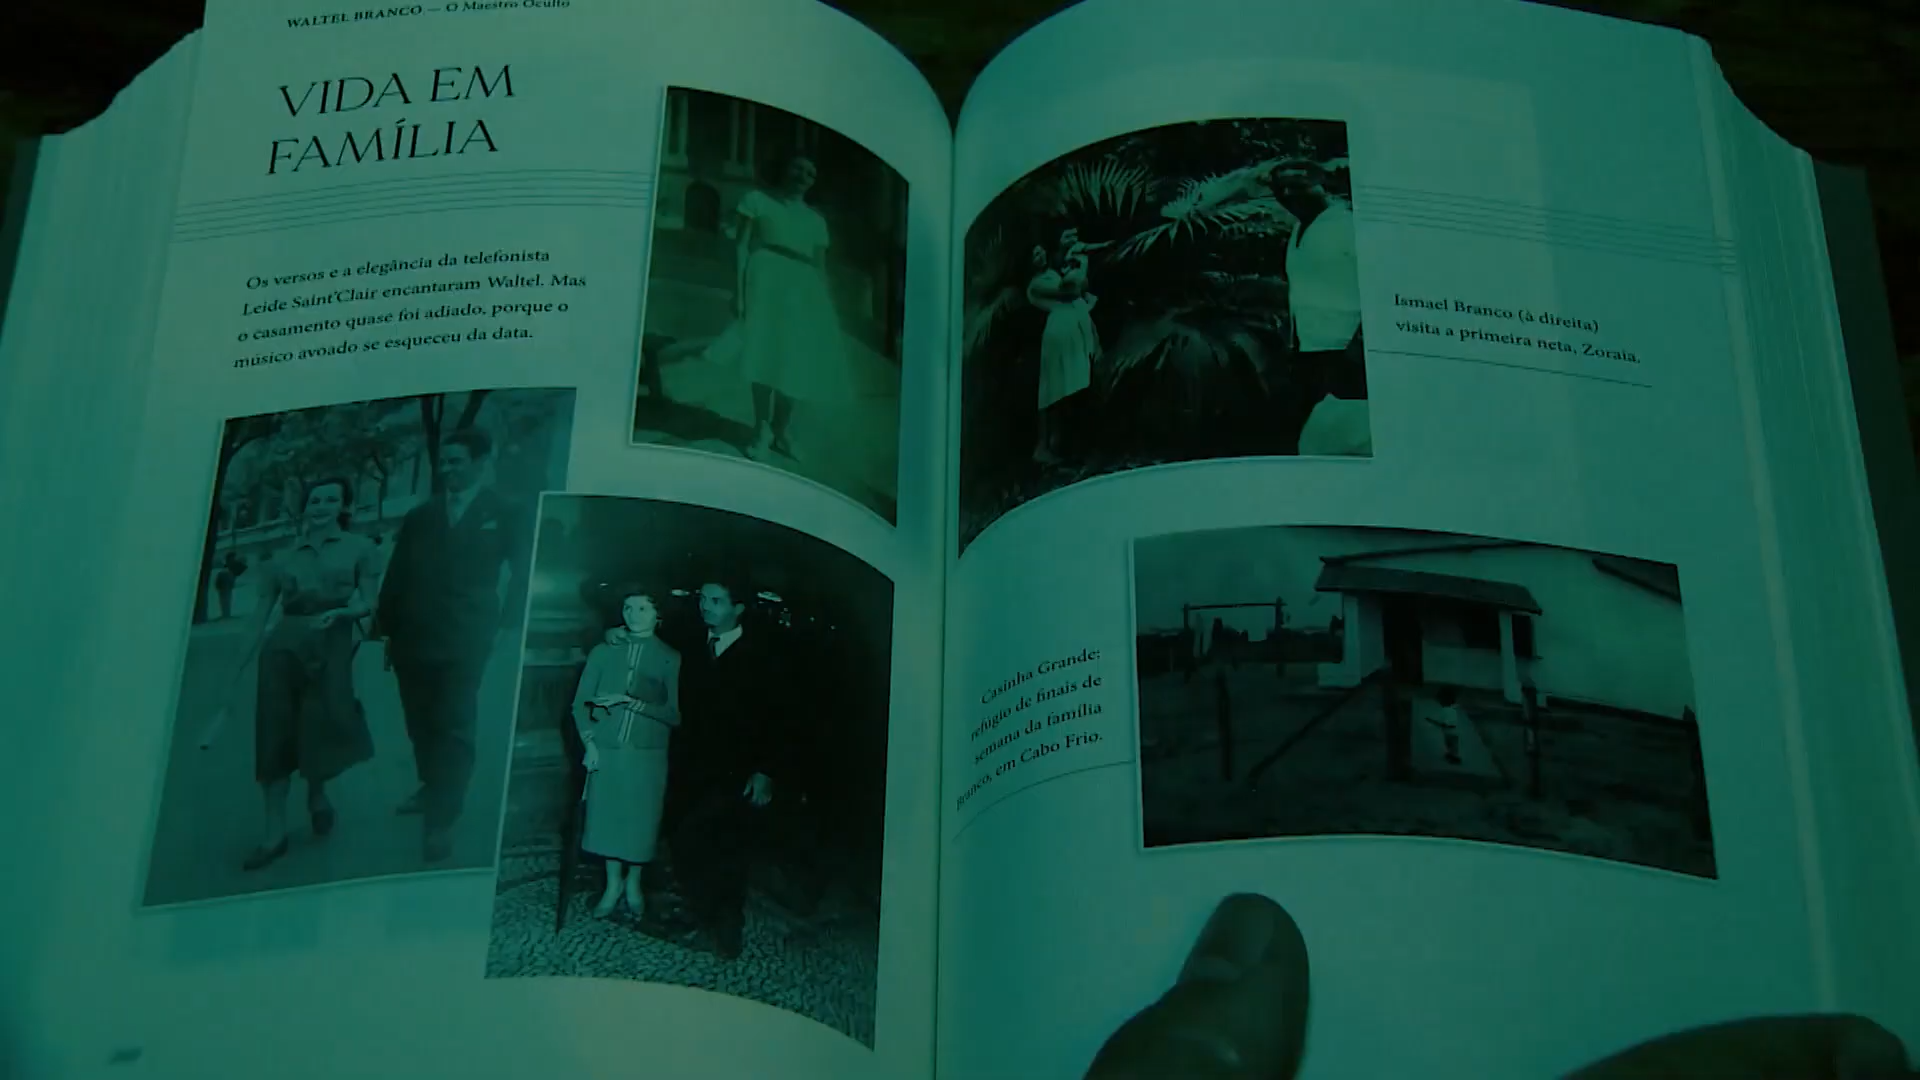 WALTEL BRANCO — O Maestro Oculto
VIDA EM
FAMÍLIA
Os versos e a elegância da telefonista
Leide Saint'Clair encantaram Waltel. Mas
o casamento quase foi adiado, porque o
músico avoado se esqueceu da data.
Ismael Branco (à direita)
visita a primeira neta, Zoraia.
Casinha Grande:
refúgio de finais de
semana da família
Branco, em Cabo Frio.